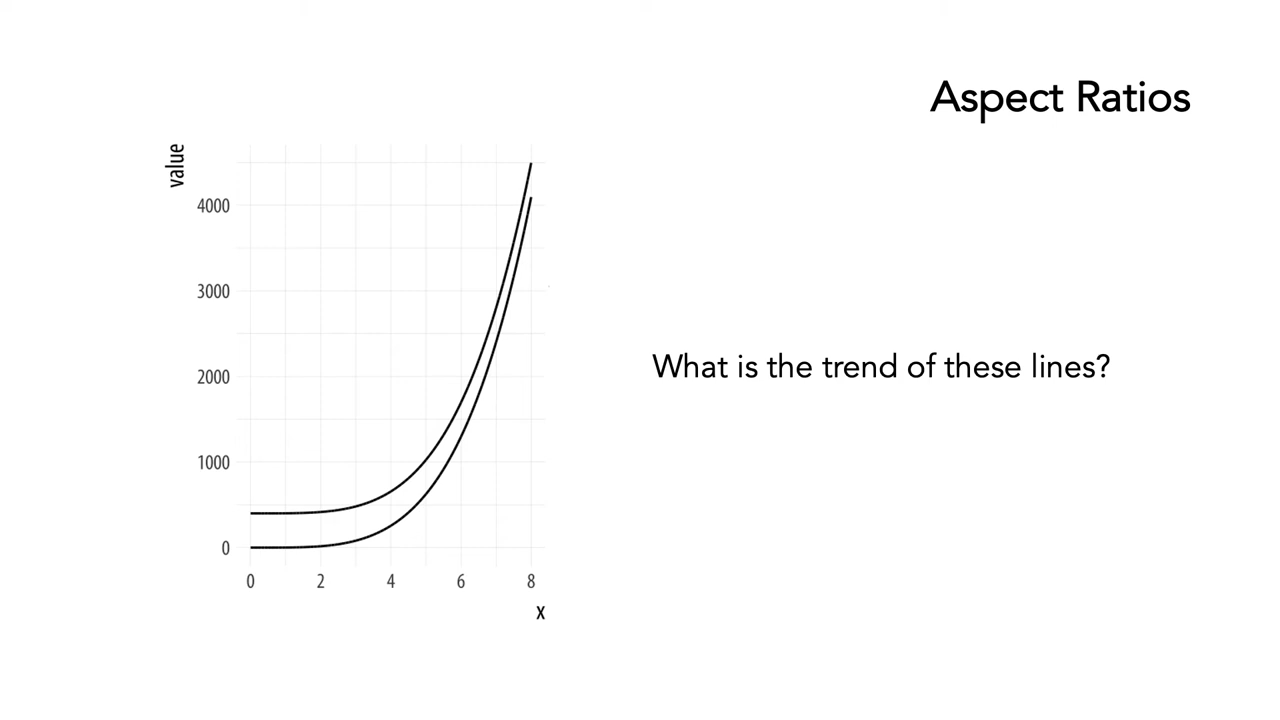 Aspect Ratios
value
4000
3000
2000
1000
0
0 2 4 6 8
x
What is the trend of these lines?